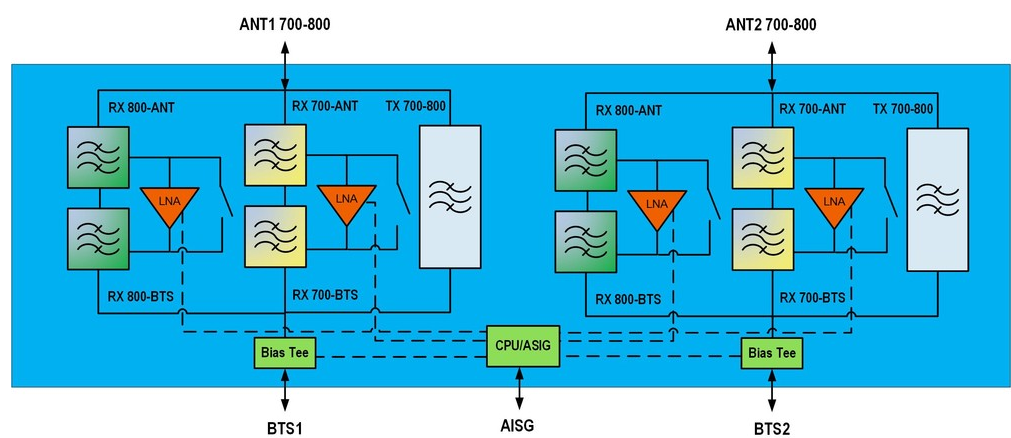 ANT1 700-800
ANT2 700-800
RX 800-ANT
RX 700-ANT
TX 700-800
RX 800-ANT
RX 700-ANT
TX 700-800
LNA
LNA
LNA
LNA
RX 800-BTS
RX 700-BTS
RX 800-BTS
RX 700-BTS
Bias Tee
CPU/ASIG
Bias Tee
BTS1
AISG
BTS2